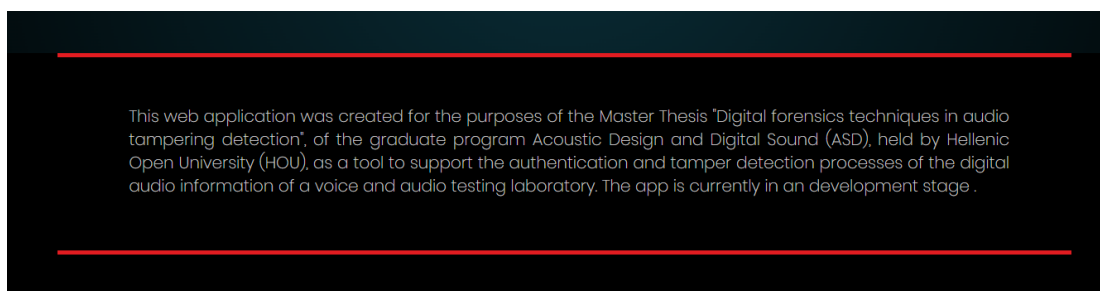 This web application was created for the purposes of the Master Thesis "Digital forensics techniques in audio
tampering detection", of the graduate program Acoustic Design and Digital Sound (ASD), held by Hellenic
Open University (HOU), as a tool to support the authentication and tamper detection processes of the digital
audio information of a voice and audio testing laboratory. The app is currently in an development stage .